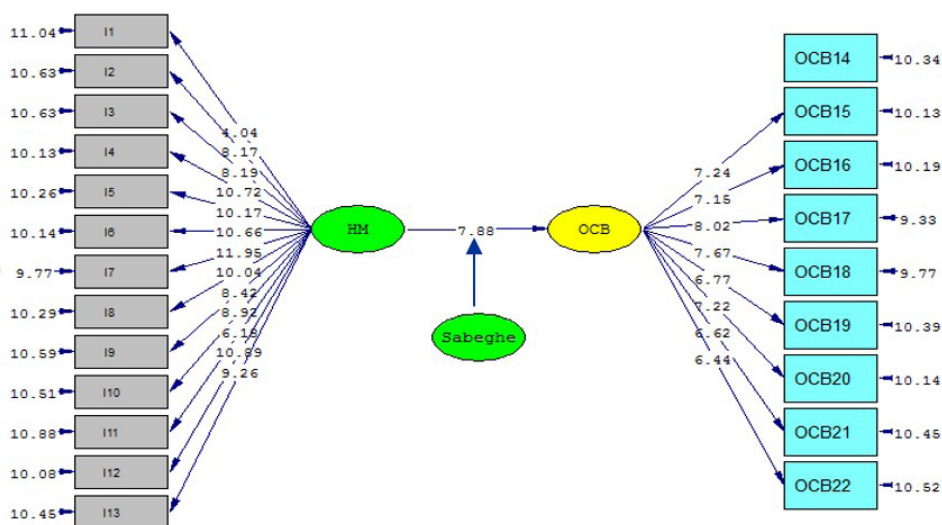 11.04 I1
10.63 I2
10.63 I3
10.13 I4
10.26 I5
10.14 I6
9.77 I7
10.29 I8
10.59 I9
10.51 I10
10.88 I11
10.08 I12
10.45 I13
4.04
8.17
8.19
10.72
10.17
10.66
11.95
10.04
8.42
8.92
6.18
10.89
9.26
HM
7.88
OCB
Sabeghe
7.24
7.15
8.02
7.67
6.77
7.22
6.62
6.44
OCB14 10.34
OCB15 10.13
OCB16 10.19
OCB17 9.33
OCB18 9.77
OCB19 10.39
OCB20 10.14
OCB21 10.45
OCB22 10.52